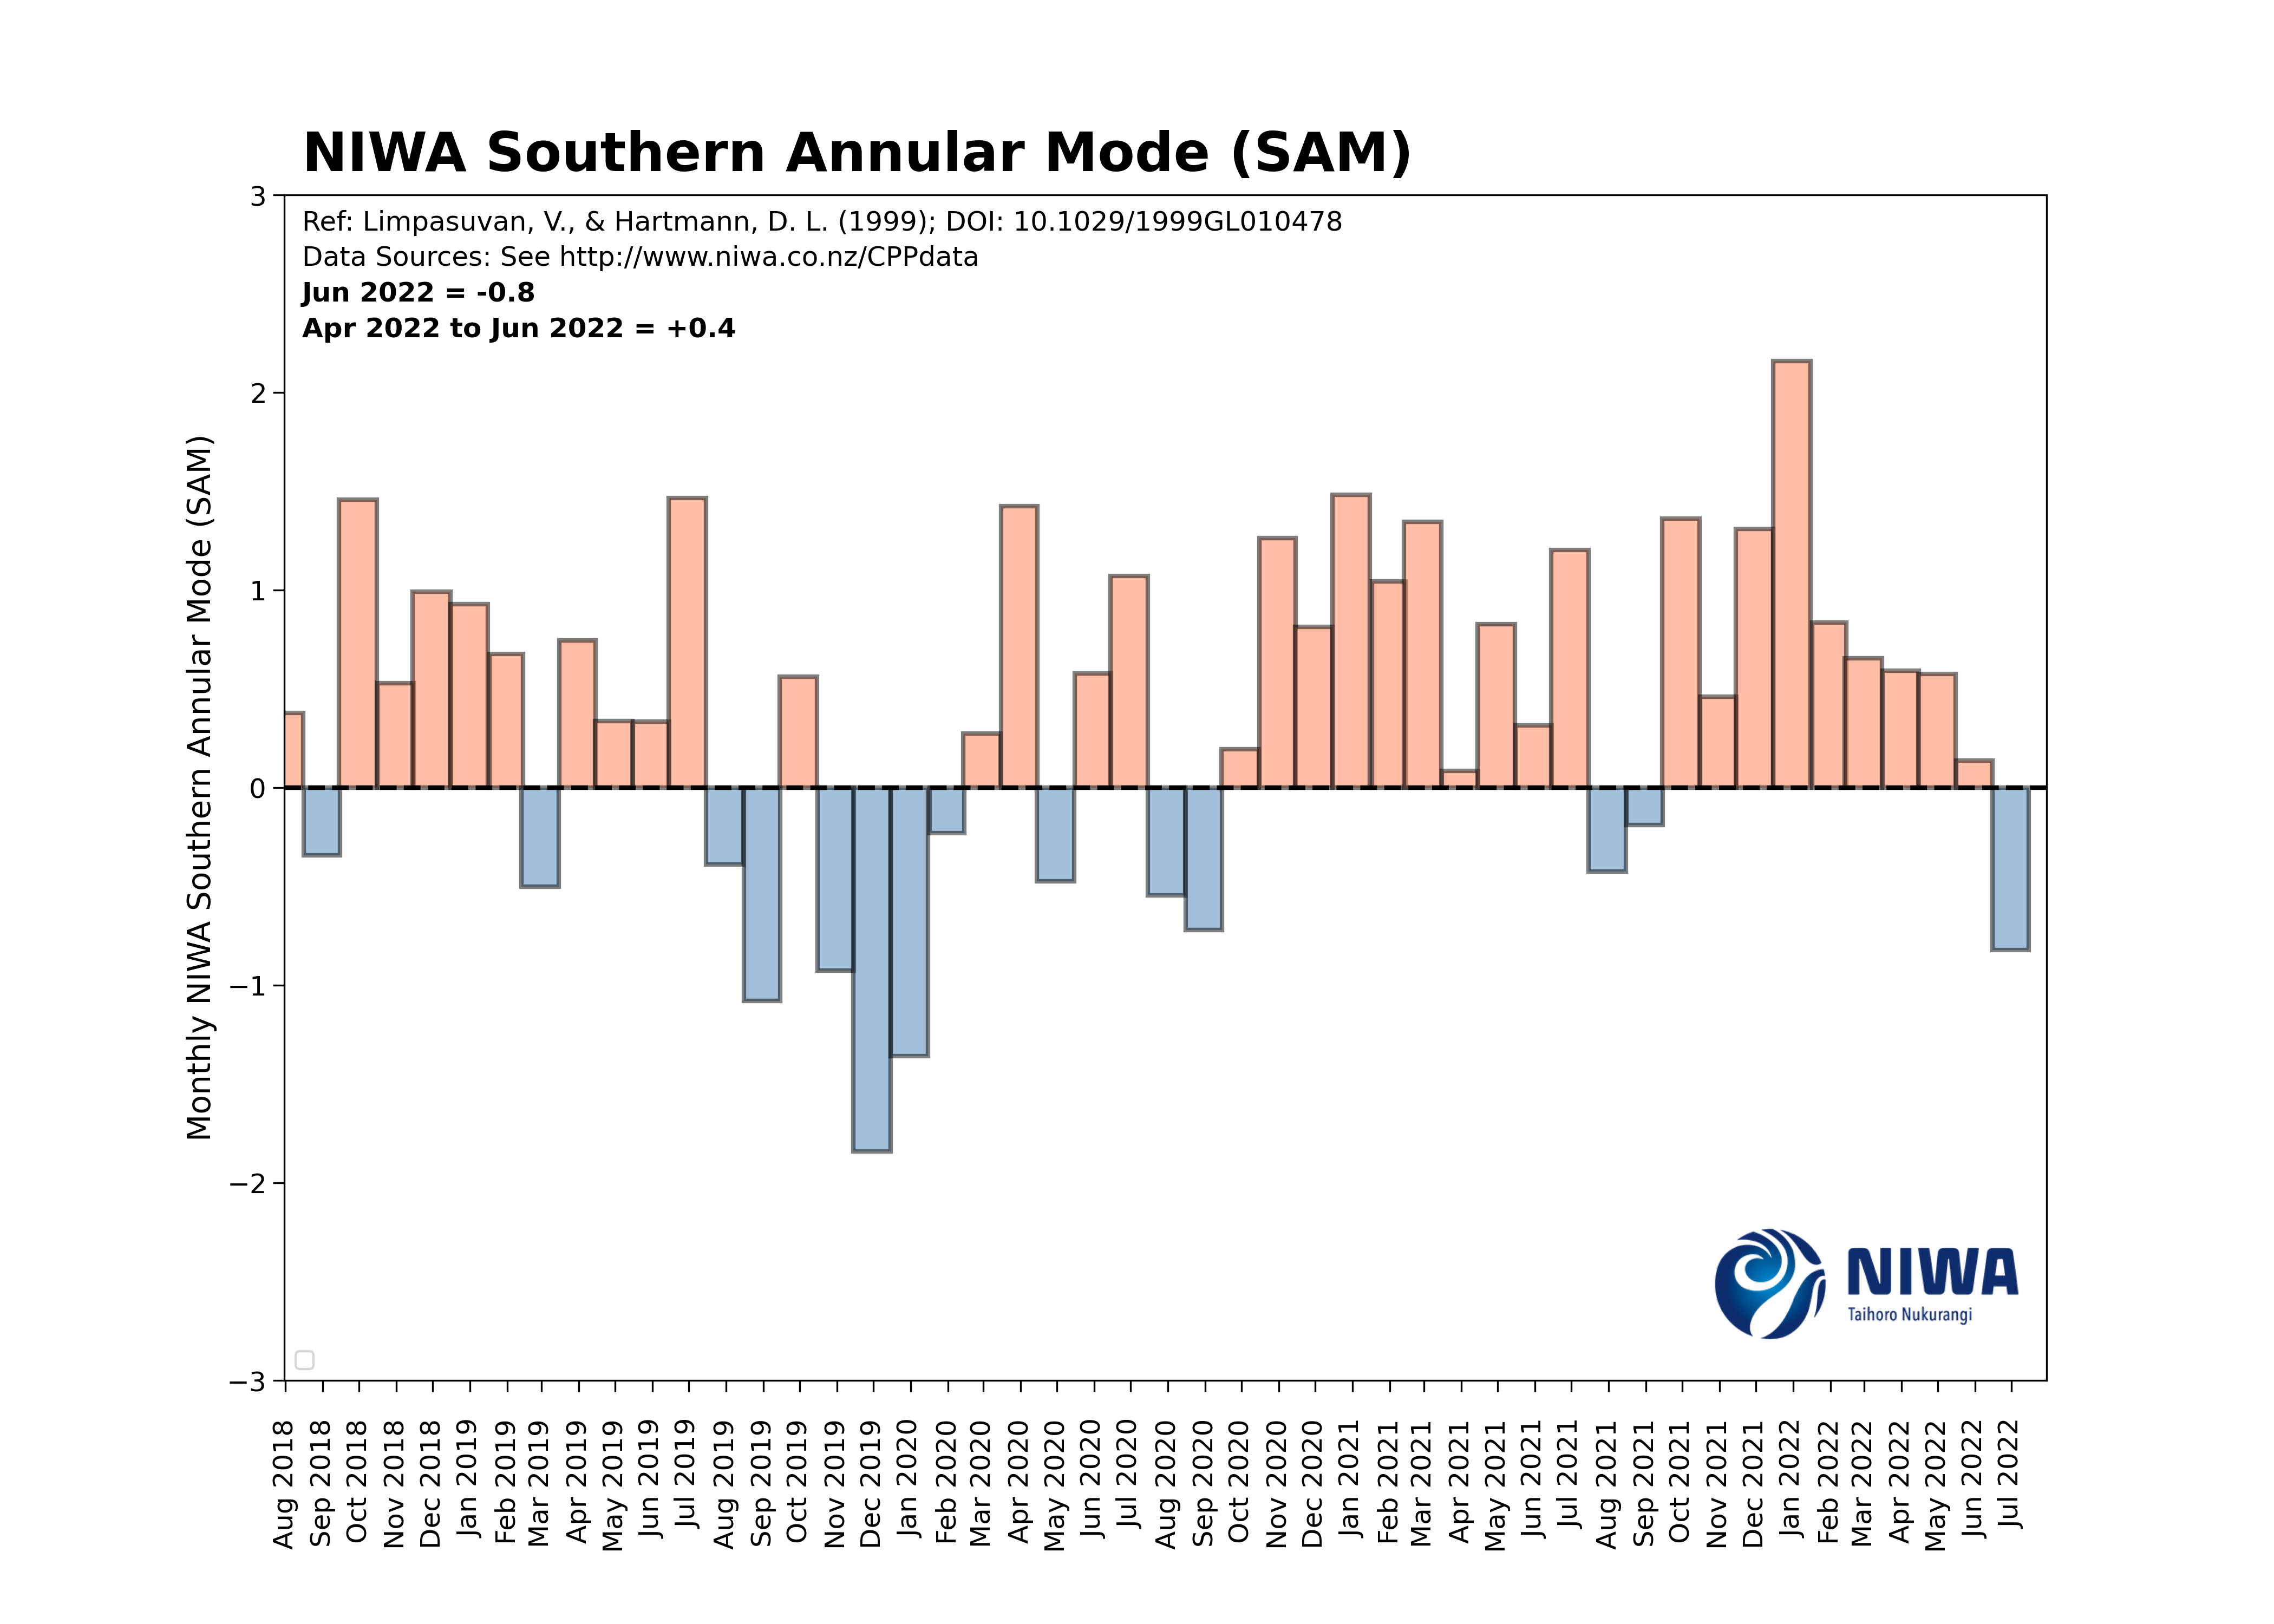 NIWA Southern Annular Mode (SAM)
Ref: Limpasuvan, V., & Hartmann, D. L. (1999); DOI: 10.1029/1999GL010478
Data Sources: See http://www.niwa.co.nz/CPPdata
Jun 2022 = -0.8
Apr 2022 to Jun 2022 = +0.4
Monthly NIWA Southern Annular Mode (SAM)
3
2
1
0
−1
−2
−3
NIWA
Taihoro Nukurangi
Aug 2018
Sep 2018
Oct 2018
Nov 2018
Dec 2018
Jan 2019
Feb 2019
Mar 2019
Apr 2019
May 2019
Jun 2019
Jul 2019
Aug 2019
Sep 2019
Oct 2019
Nov 2019
Dec 2019
Jan 2020
Feb 2020
Mar 2020
Apr 2020
May 2020
Jun 2020
Jul 2020
Aug 2020
Sep 2020
Oct 2020
Nov 2020
Dec 2020
Jan 2021
Feb 2021
Mar 2021
Apr 2021
May 2021
Jun 2021
Jul 2021
Aug 2021
Sep 2021
Oct 2021
Nov 2021
Dec 2021
Jan 2022
Feb 2022
Mar 2022
Apr 2022
May 2022
Jun 2022
Jul 2022